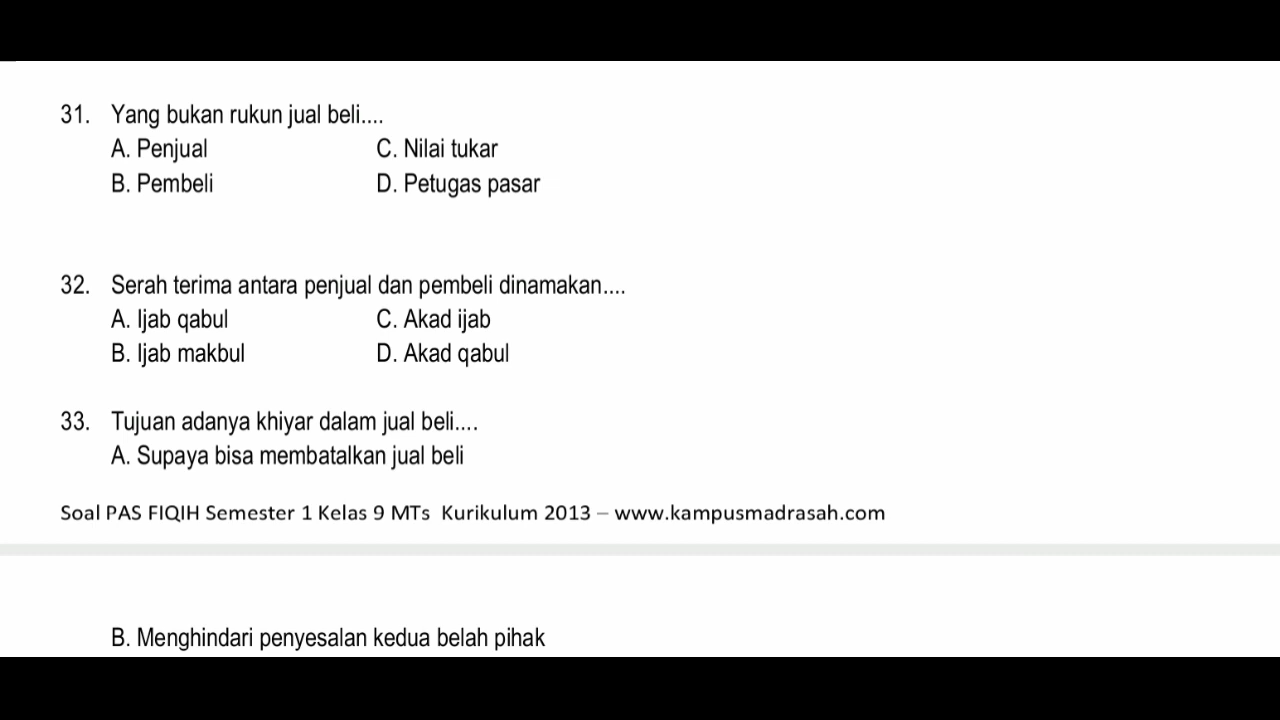 31. Yang bukan rukun jual beli....
A. Penjual C. Nilai tukar
B. Pembeli D. Petugas pasar
32. Serah terima antara penjual dan pembeli dinamakan....
A. Ijab qabul C. Akad ijab
B. Ijab makbul D. Akad qabul
33. Tujuan adanya khiyar dalam jual beli....
A. Supaya bisa membatalkan jual beli
Soal PAS FIQIH Semester 1 Kelas 9 MTs Kurikulum 2013 – www.kampusmadrasah.com
B. Menghindari penyesalan kedua belah pihak